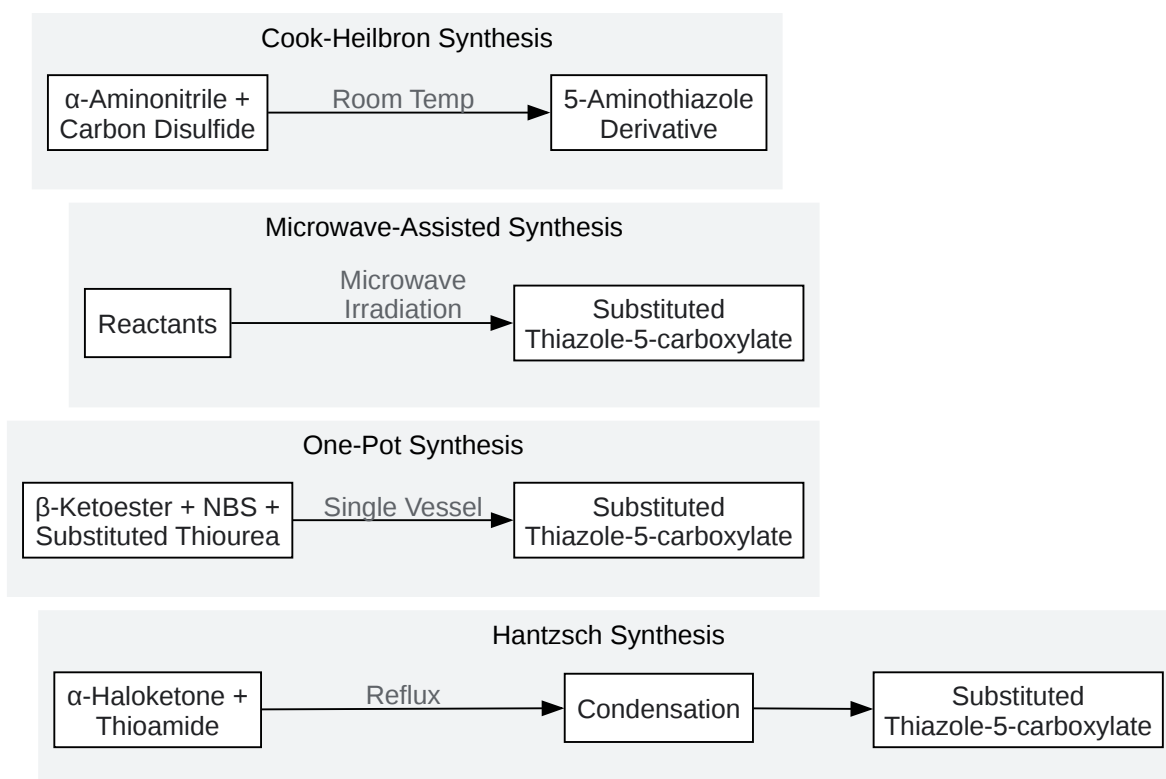 Cook-Heilbron Synthesis
α-Aminonitrile +
Carbon Disulfide
Room Temp
5-Aminothiazole
Derivative
Microwave-Assisted Synthesis
Reactants
Microwave
Irradiation
Substituted
Thiazole-5-carboxylate
One-Pot Synthesis
β-Ketoester + NBS +
Substituted Thiourea
Single Vessel
Substituted
Thiazole-5-carboxylate
Hantzsch Synthesis
α-Haloketone +
Thioamide
Reflux
Condensation
Substituted
Thiazole-5-carboxylate